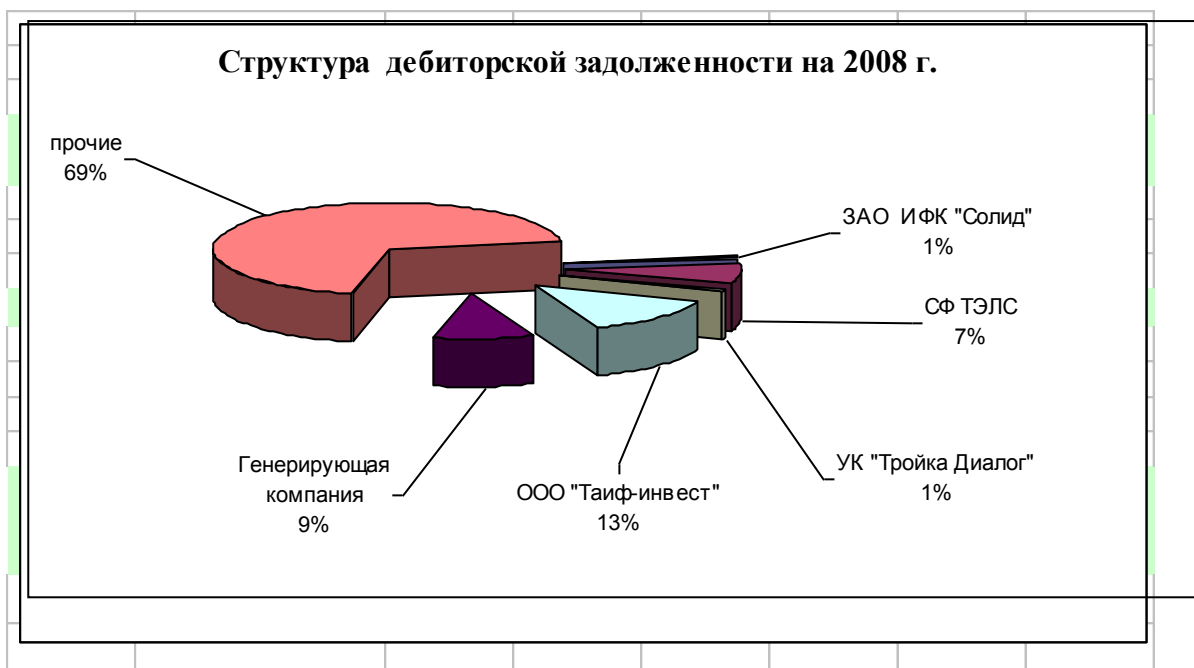 Структура дебиторской задолженности на 2008 г.
прочие
69%
ЗАО ИФК "Солид"
1%
СФ ТЭЛС
7%
УК "Тройка Диалог"
1%
ООО "Таиф-инвест"
13%
Генерирующая
компания
9%